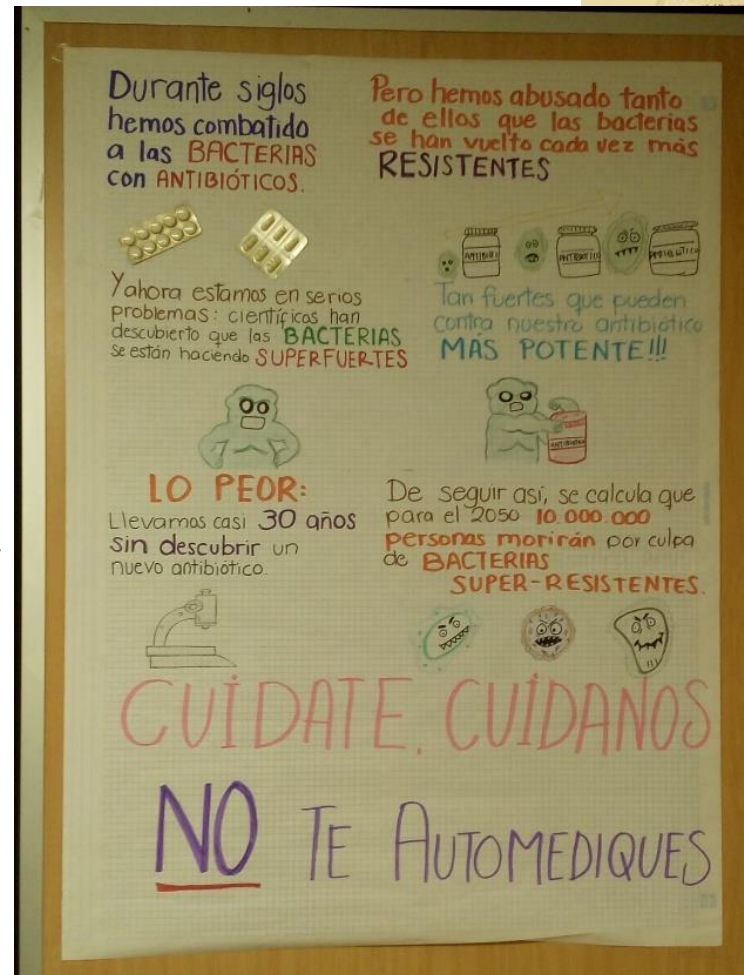 Durante siglos
hemos combatido
a las BACTERIAS
con ANTIBIÓTICOS.
Pero hemos abusado tanto
de ellos que las bacterias
se han vuelto cada vez más
RESISTENTES
Y ahora estamos en serios
problemas: científicos han
descubierto que las BACTERIAS
se están haciendo SUPERFUERTES
Tan fuertes que pueden
contra nuestro antibiótico
MÁS POTENTE!!!
LO PEOR:
Llevamos casi 30 años
sin descubrir un
nuevo antibiótico.
De seguir así, se calcula que
para el 2050 10.000.000
personas morirán por culpa
de BACTERIAS
SUPER-RESISTENTES.
CUÍDATE, CUÍDANOS
NO TE AUTOMEDIQUES